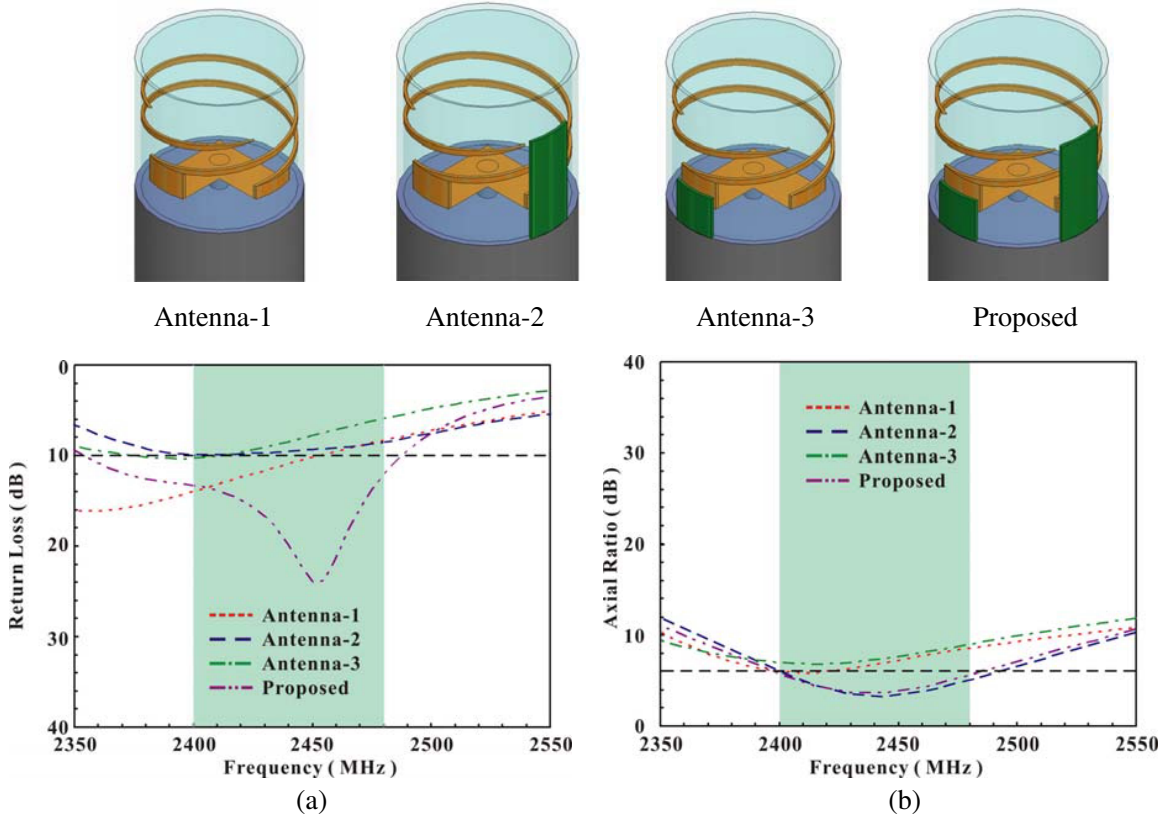 Antenna-1 Antenna-2 Antenna-3 Proposed
0
10
20
30
40
Return Loss ( dB )
Antenna-1
Antenna-2
Antenna-3
Proposed
2350 2400 2450 2500 2550
Frequency ( MHz )
(a)
40
30
20
10
0
Axial Ratio ( dB )
Antenna-1
Antenna-2
Antenna-3
Proposed
2350 2400 2450 2500 2550
Frequency ( MHz )
(b)